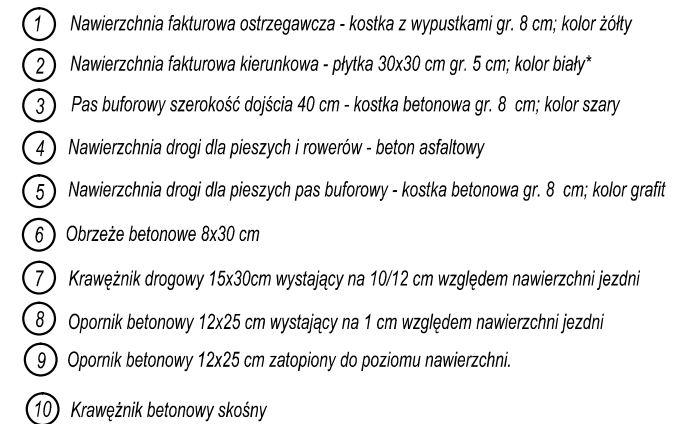 1 Nawierzchnia fakturowa ostrzegawcza - kostka z wypustkami gr. 8 cm; kolor żółty
2 Nawierzchnia fakturowa kierunkowa - płytka 30x30 cm gr. 5 cm; kolor biały*
3 Pas buforowy szerokość dojścia 40 cm - kostka betonowa gr. 8 cm; kolor szary
4 Nawierzchnia drogi dla pieszych i rowerów - beton asfaltowy
5 Nawierzchnia drogi dla pieszych pas buforowy - kostka betonowa gr. 8 cm; kolor grafit
6 Obrzeże betonowe 8x30 cm
7 Krawężnik drogowy 15x30cm wystający na 10/12 cm względem nawierzchni jezdni
8 Opornik betonowy 12x25 cm wystający na 1 cm względem nawierzchni jezdni
9 Opornik betonowy 12x25 cm zatopiony do poziomu nawierzchni.
10 Krawężnik betonowy skośny